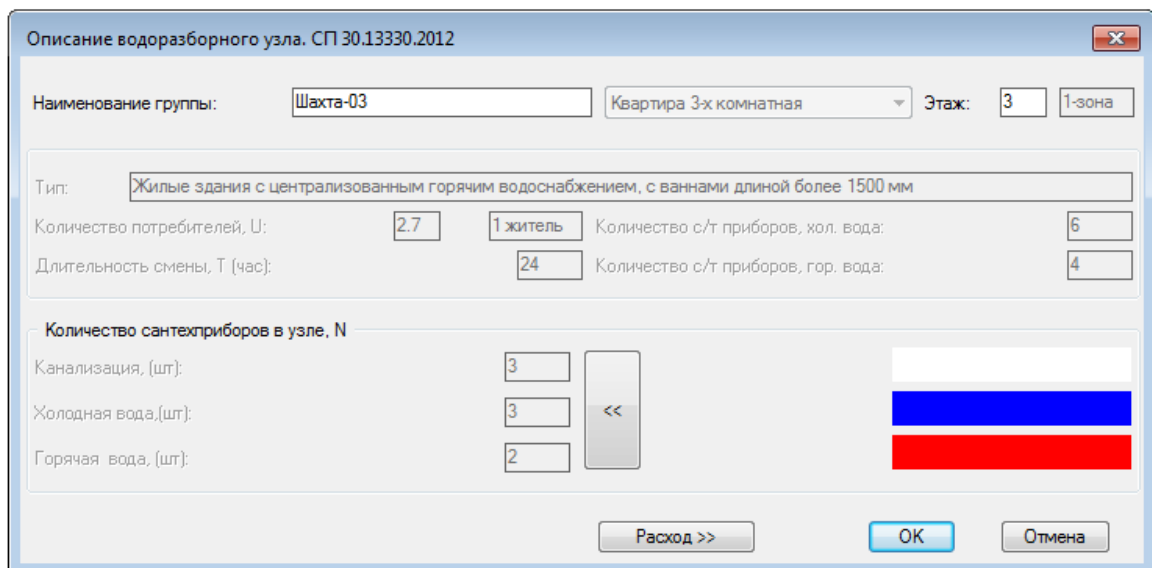 Описание водоразборного узла. СП 30.13330.2012
Наименование группы: Шахта-03 Квартира 3-х комнатная Этаж: 3 1-зона
Тип: Жилые здания с централизованным горячим водоснабжением, с ваннами длиной более 1500 мм
Количество потребителей, U: 2.7 1 житель Количество с/т приборов, хол. вода: 6
Длительность смены, T (час): 24 Количество с/т приборов, гор. вода: 4
Количество сантехприборов в узле, N
Канализация, (шт): 3
Холодная вода,(шт): 3 <<
Горячая вода, (шт): 2
Расход >> OK Отмена